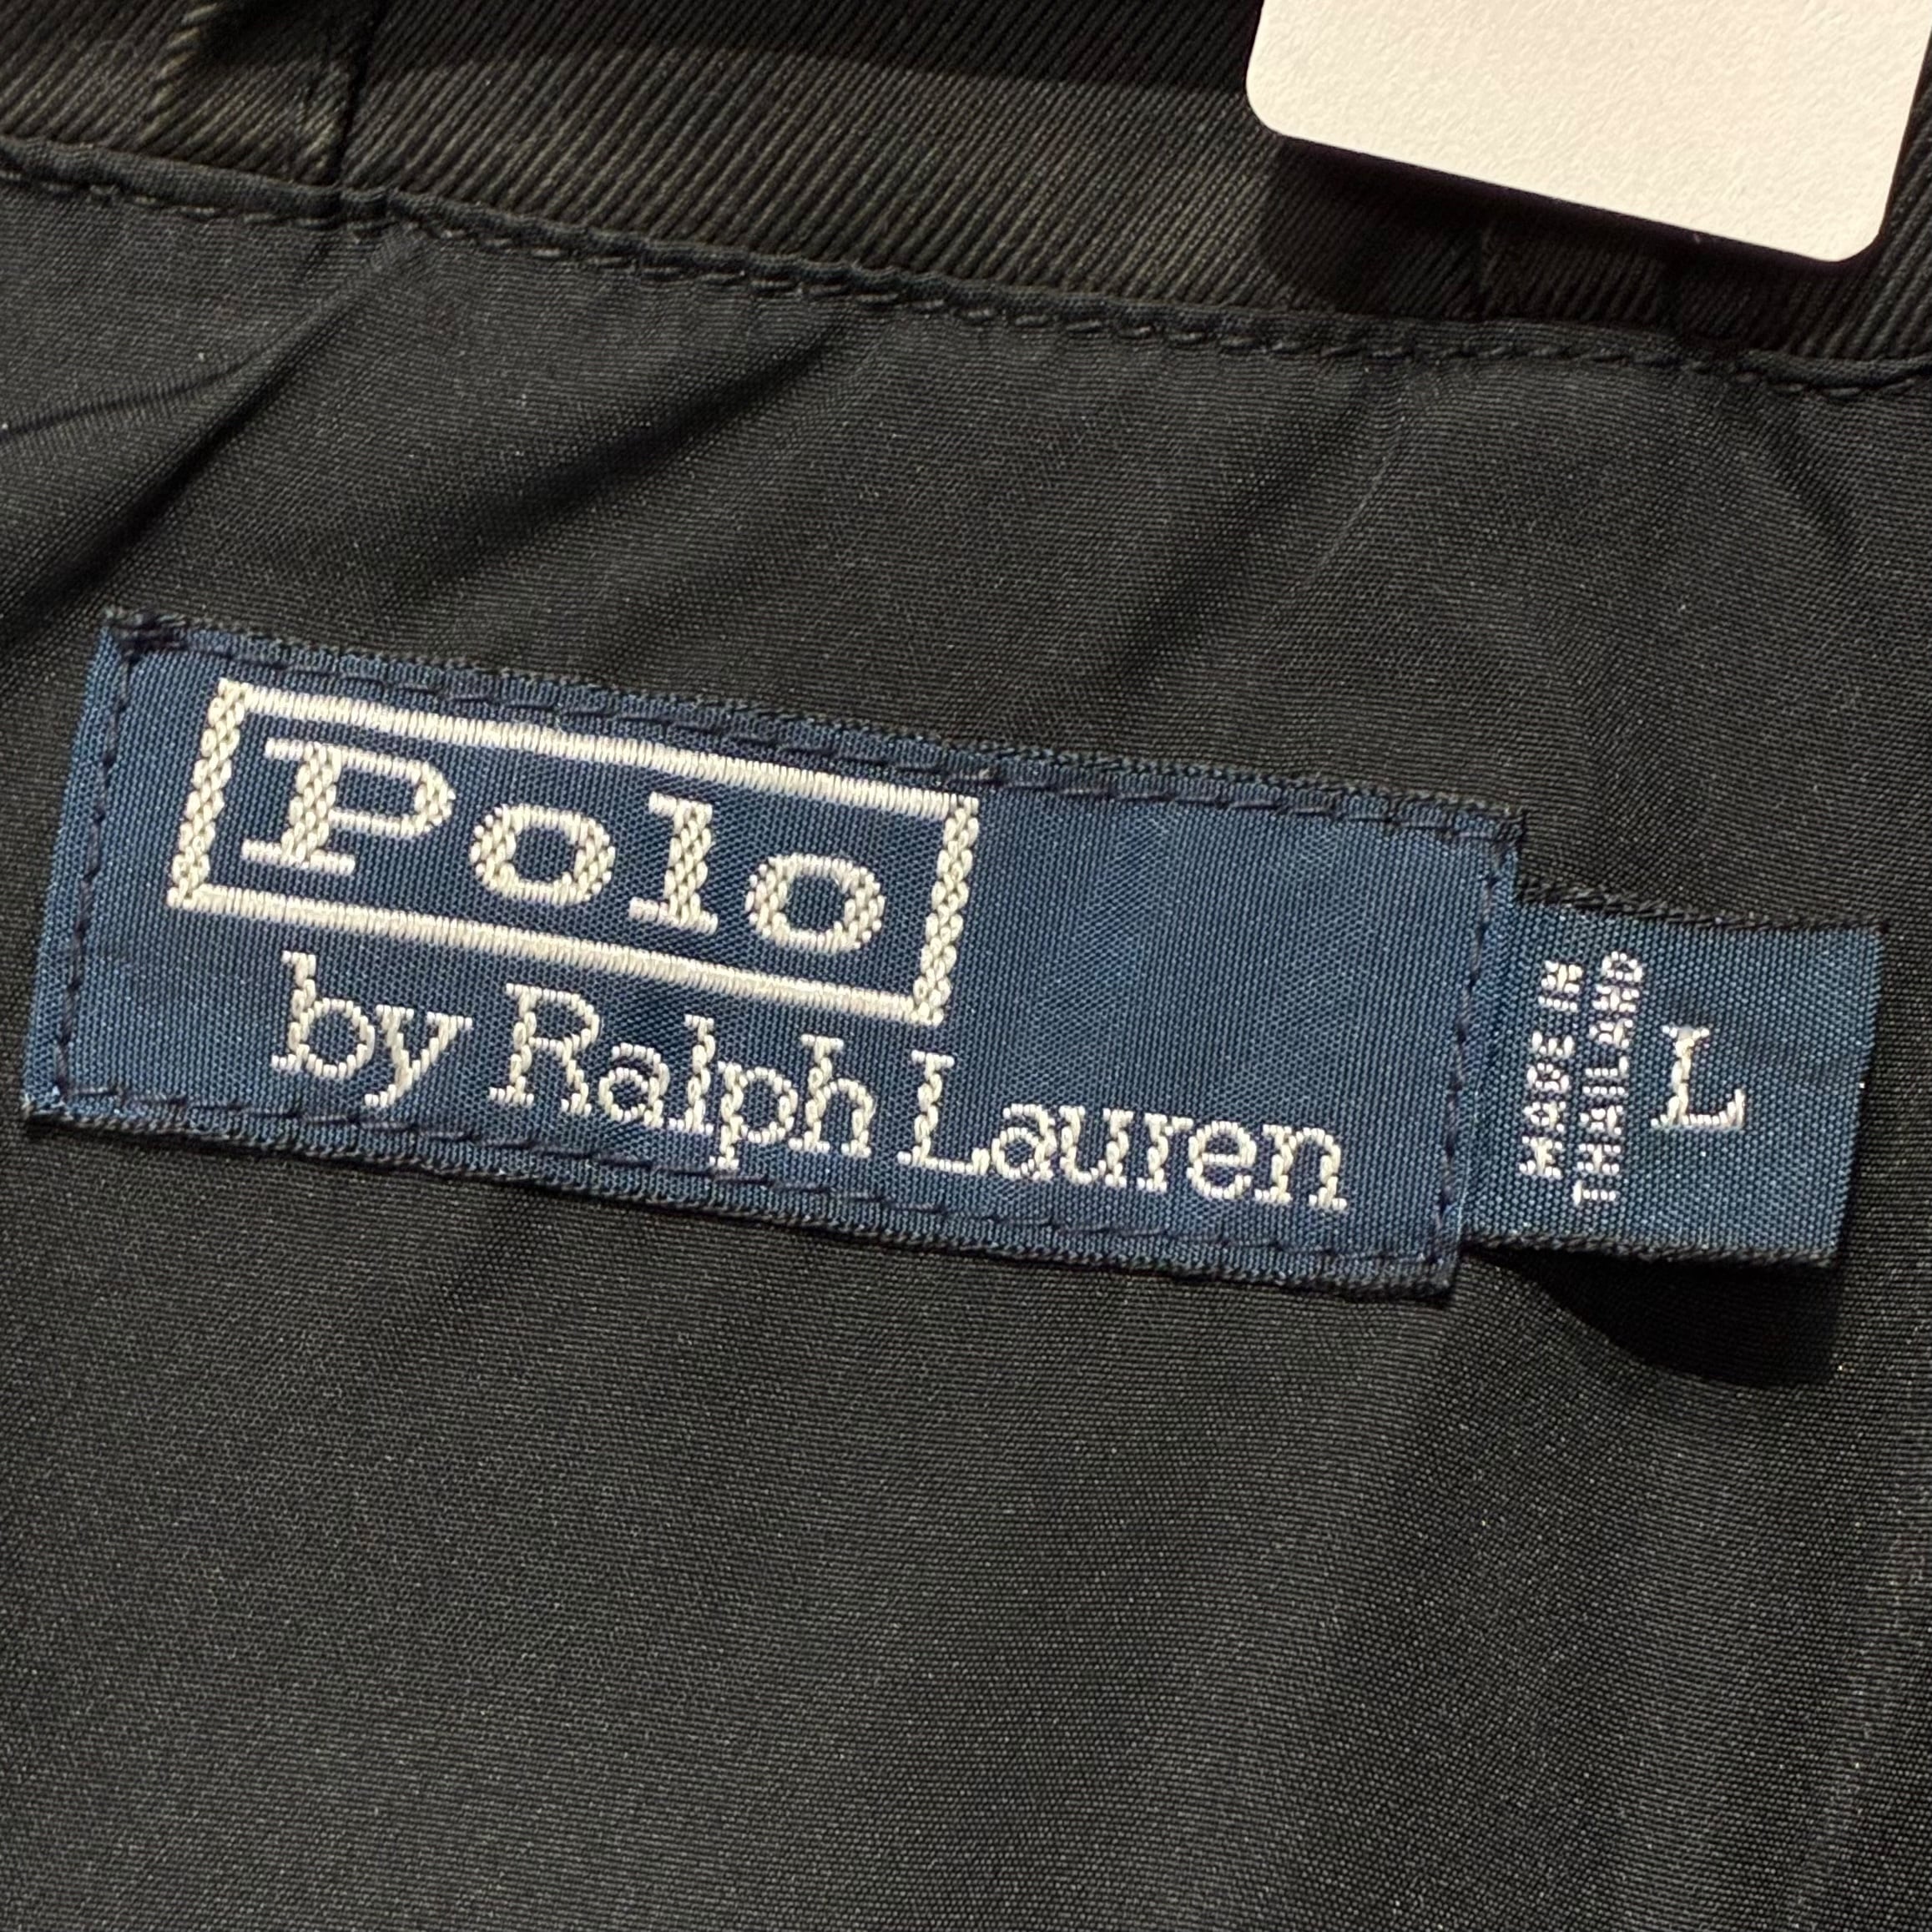 Polo
by Ralph Lauren
MADE IN
THAILAND
L